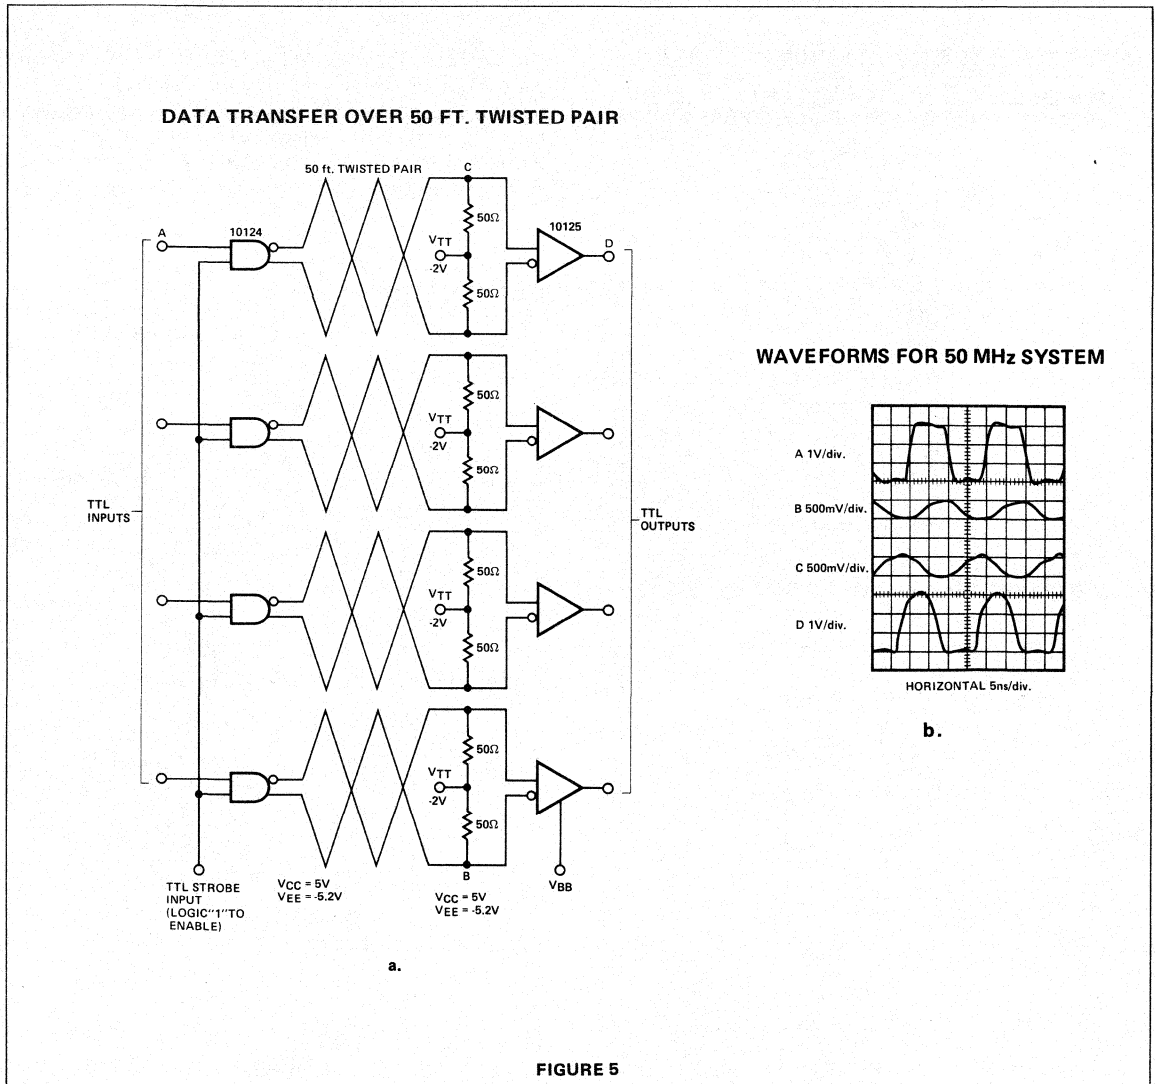 DATA TRANSFER OVER 50 FT. TWISTED PAIR
50 ft. TWISTED PAIR
C
A
10124
50Ω
VTT
-2V
50Ω
10125
D
50Ω
VTT
-2V
50Ω
TTL
INPUTS
TTL
OUTPUTS
50Ω
VTT
-2V
50Ω
50Ω
VTT
-2V
50Ω
B
VBB
TTL STROBE
INPUT
(LOGIC"1"TO
ENABLE)
VCC = 5V
VEE = -5.2V
VCC = 5V
VEE = -5.2V
a.
WAVEFORMS FOR 50 MHz SYSTEM
A 1V/div.
B 500mV/div.
C 500mV/div.
D 1V/div.
HORIZONTAL 5ns/div.
b.
FIGURE 5